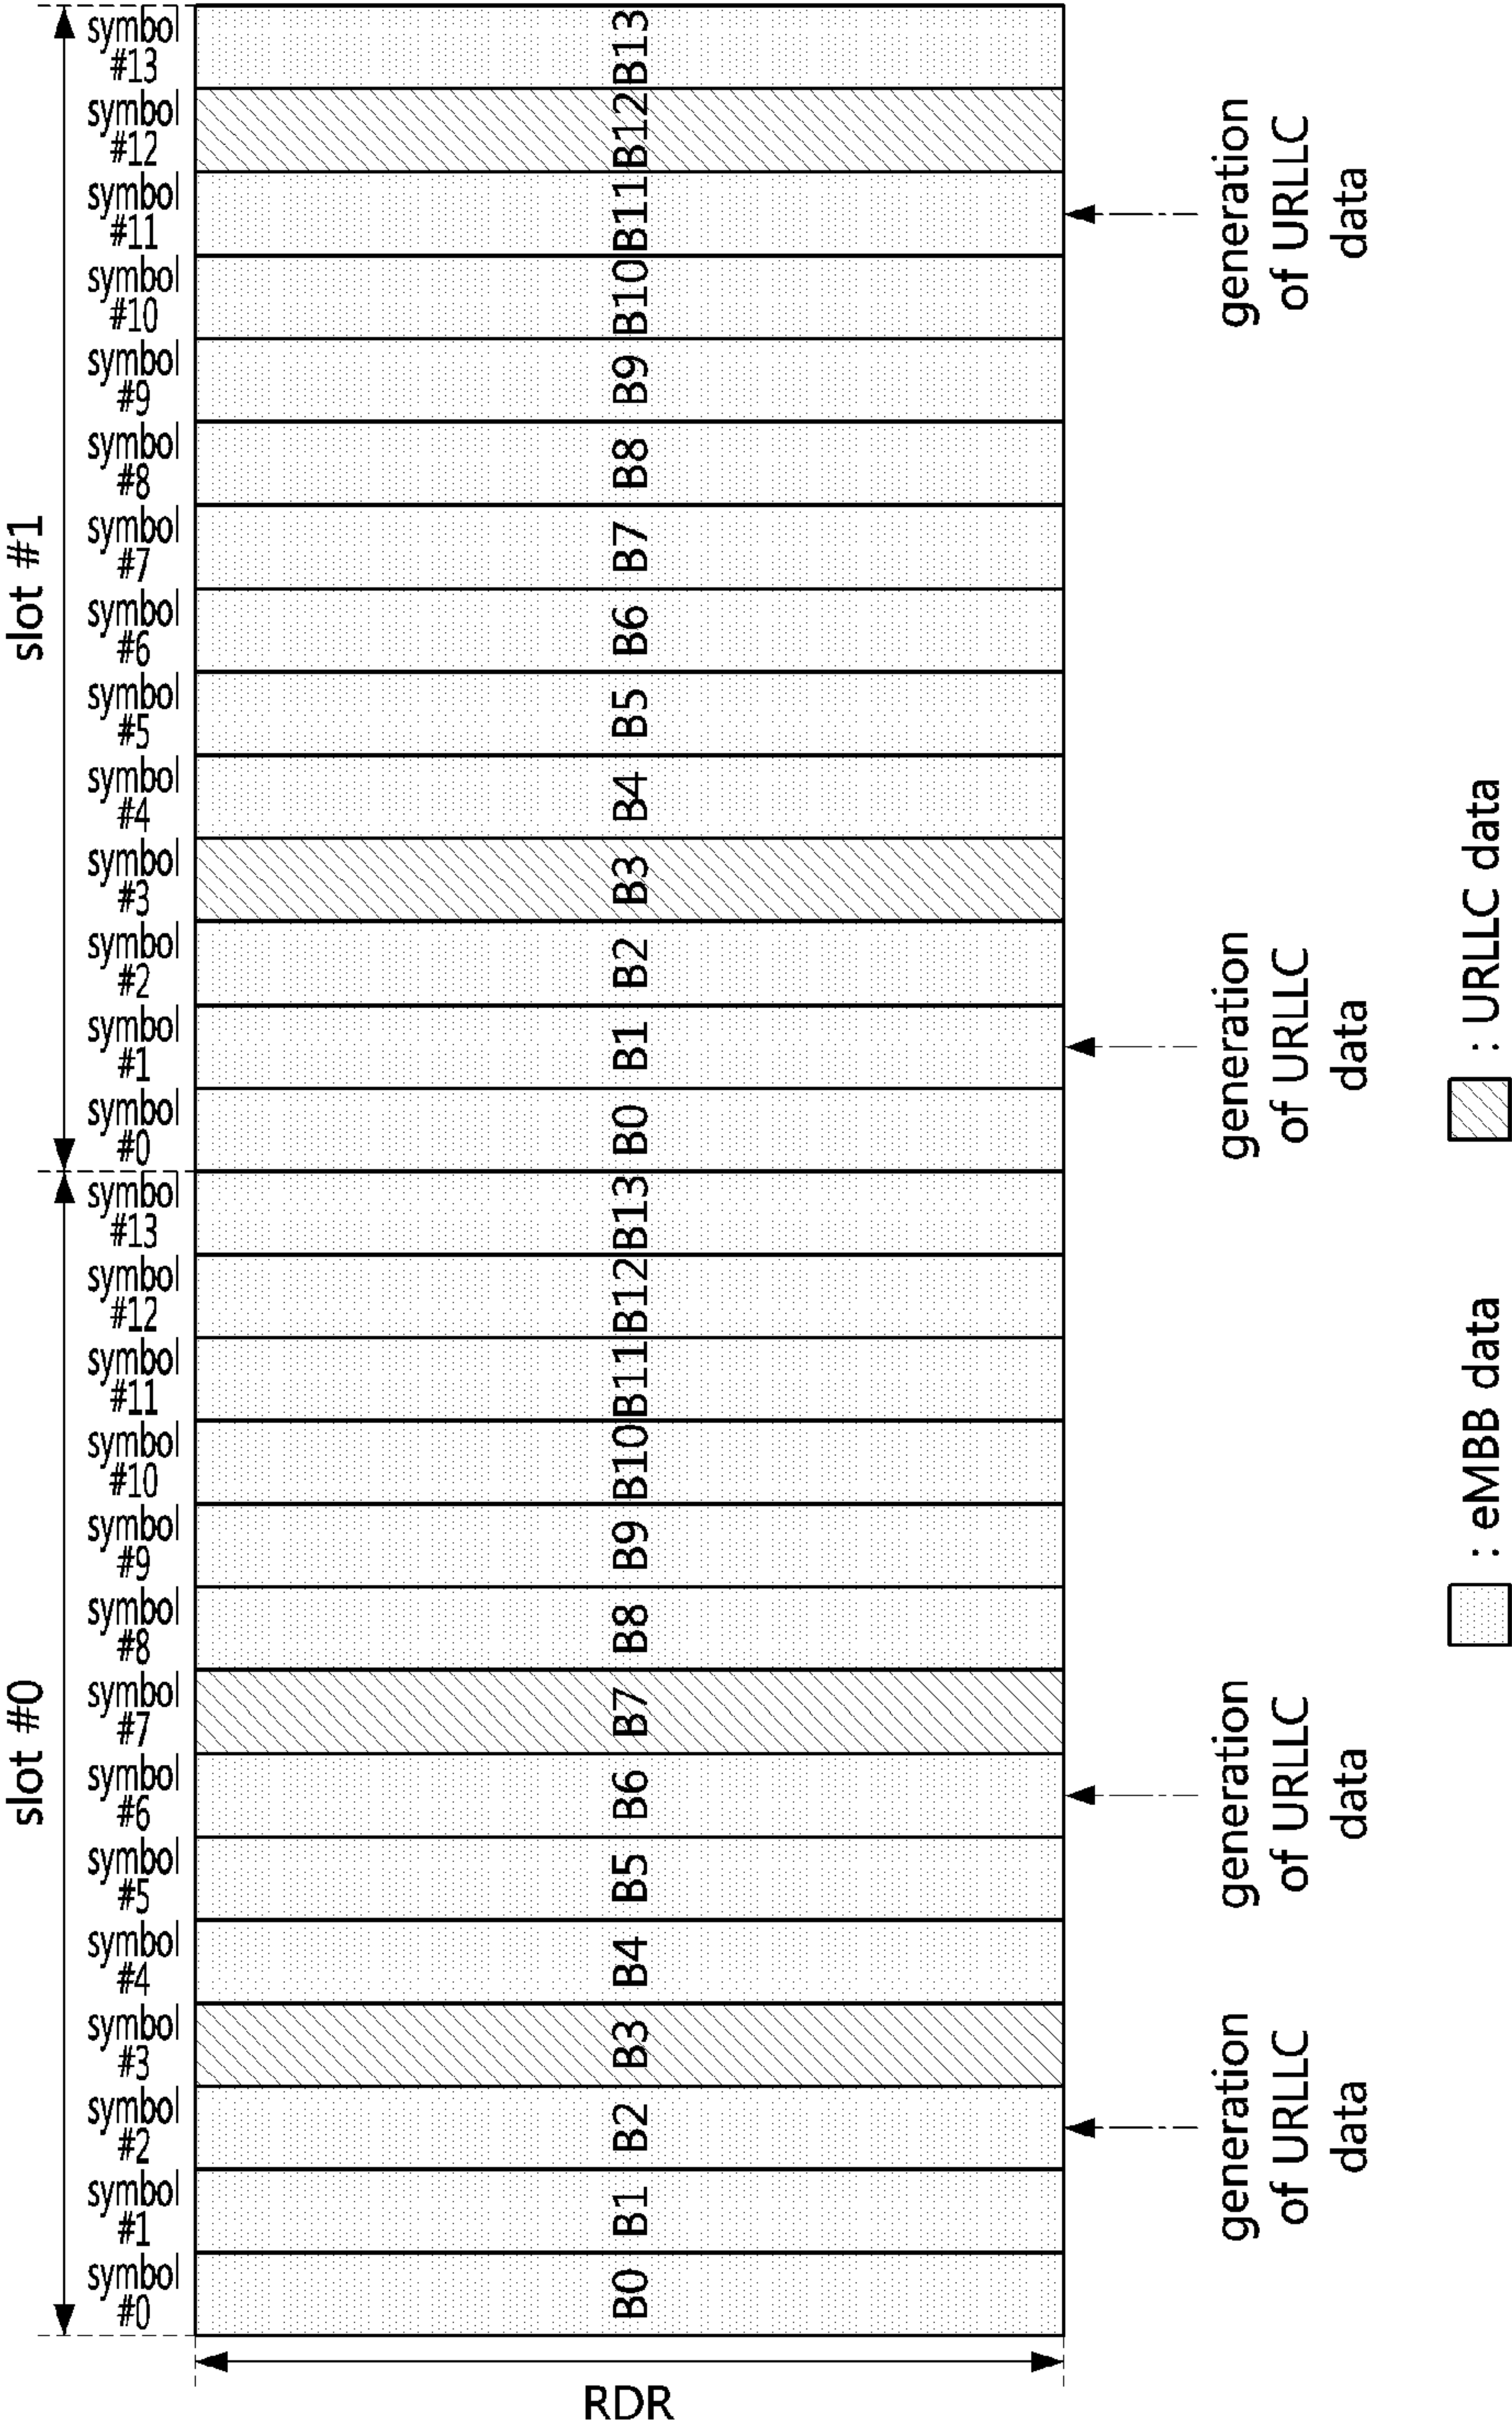 slot #0
slot #1
symbol
#0
symbol
#1
symbol
#2
symbol
#3
symbol
#4
symbol
#5
symbol
#6
symbol
#7
symbol
#8
symbol
#9
symbol
#10
symbol
#11
symbol
#12
symbol
#13
symbol
#0
symbol
#1
symbol
#2
symbol
#3
symbol
#4
symbol
#5
symbol
#6
symbol
#7
symbol
#8
symbol
#9
symbol
#10
symbol
#11
symbol
#12
symbol
#13
RDR
B0
B1
B2
B3
B4
B5
B6
B7
B8
B9
B10
B11
B12
B13
B0
B1
B2
B3
B4
B5
B6
B7
B8
B9
B10
B11
B12
B13
generation
of URLLC
data
generation
of URLLC
data
generation
of URLLC
data
generation
of URLLC
data
: eMBB data
: URLLC data